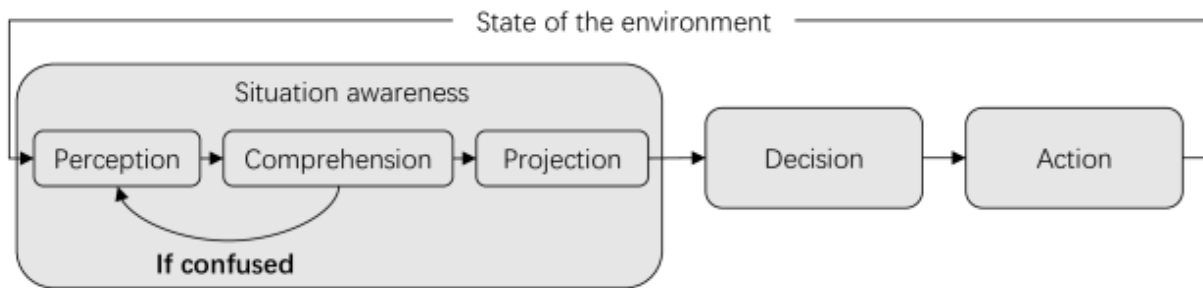 State of the environment
Situation awareness
Perception
Comprehension
Projection
Decision
Action
If confused